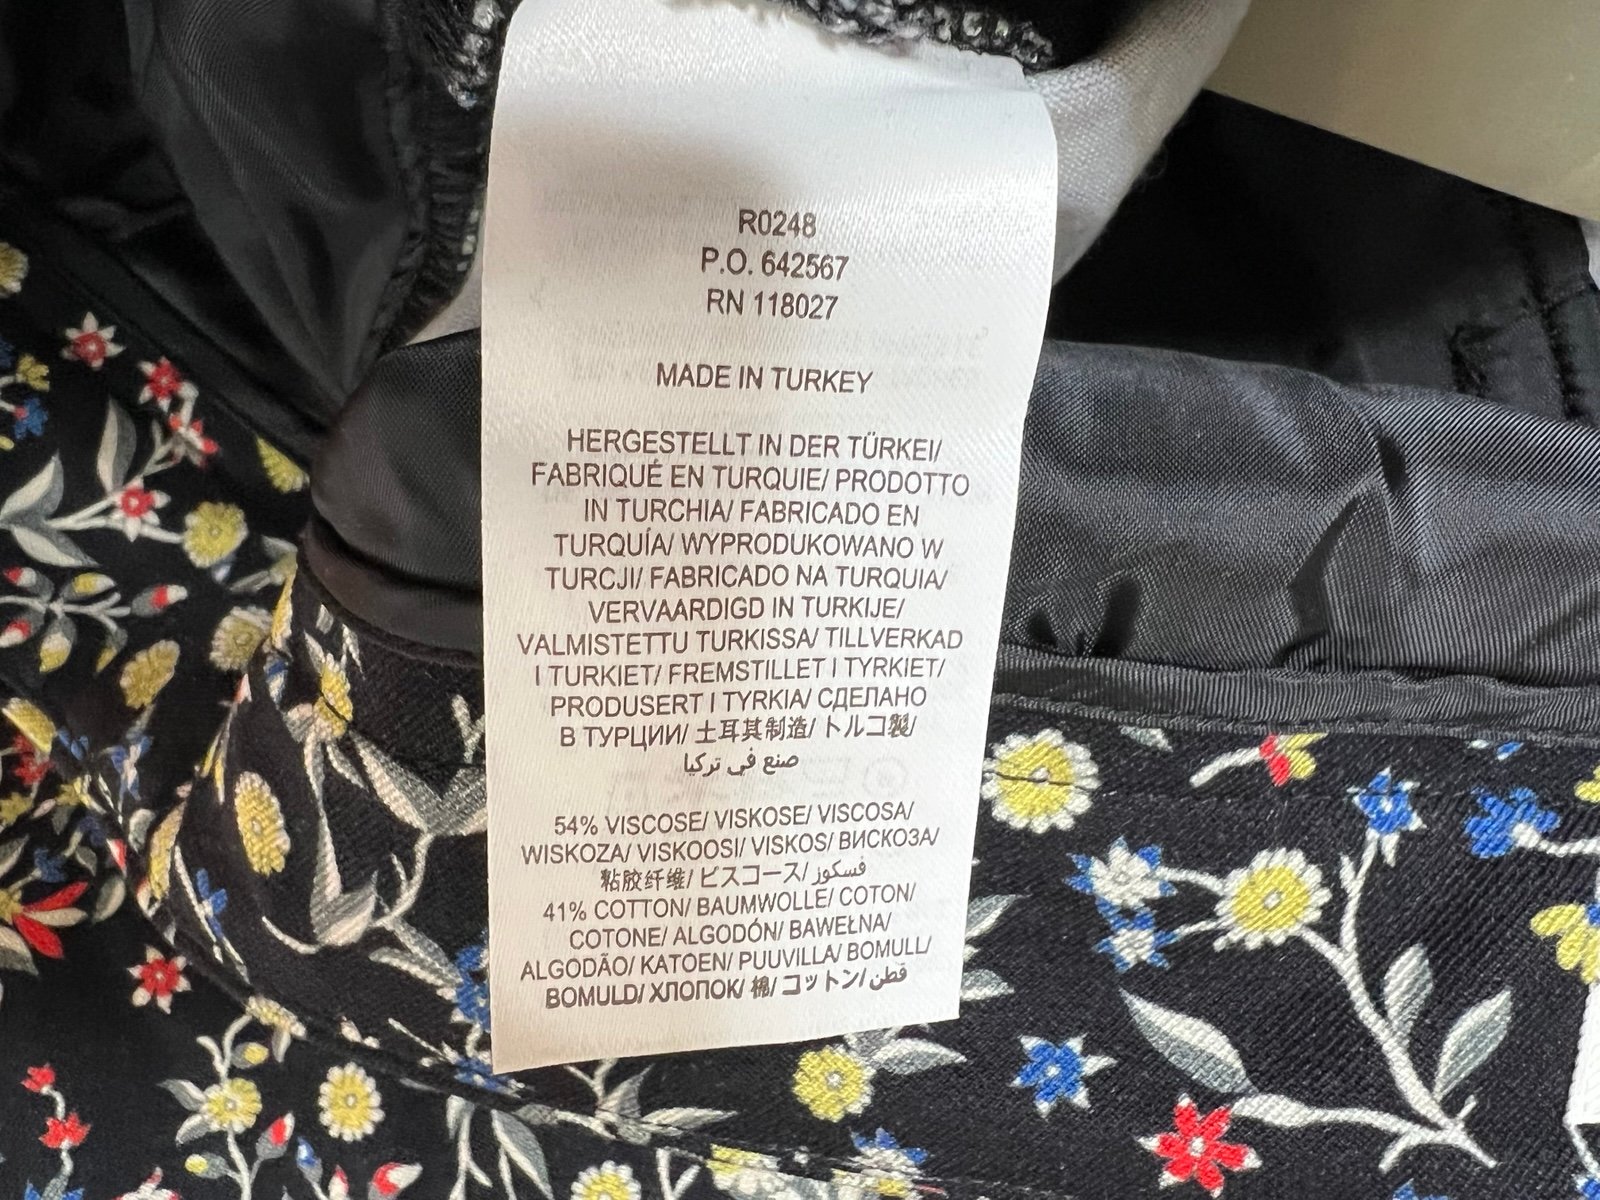 R0248
P.O. 642567
RN 118027
MADE IN TURKEY
HERGESTELLT IN DER TÜRKEI/
FABRIQUÉ EN TURQUIE/ PRODOTTO
IN TURCHIA/ FABRICADO EN
TURQUÍA/ WYPRODUKOWANO W
TURCJI/ FABRICADO NA TURQUIA/
VERVAARDIGD IN TURKIJE/
VALMISTETTU TURKISSA/ TILLVERKAD
I TURKIET/ FREMSTILLET I TYRKIET/
PRODUSERT I TYRKIA/ СДЕЛАНО
В ТУРЦИИ/ 土耳其制造/ トルコ製/
صنع في تركيا
54% VISCOSE/ VISKOSE/ VISCOSA/
WISKOZA/ VISKOOSI/ VISKOS/ ВИСКОЗА/
粘胶纤维/ ビスコース/ فسكوز/
41% COTTON/ BAUMWOLLE/ COTON/
COTONE/ ALGODÓN/ BAWEŁNA/
ALGODÃO/ KATOEN/ PUUVILLA/ BOMULL/
BOMULD/ ХЛОПОК/ 棉/ コットン/ قطن/